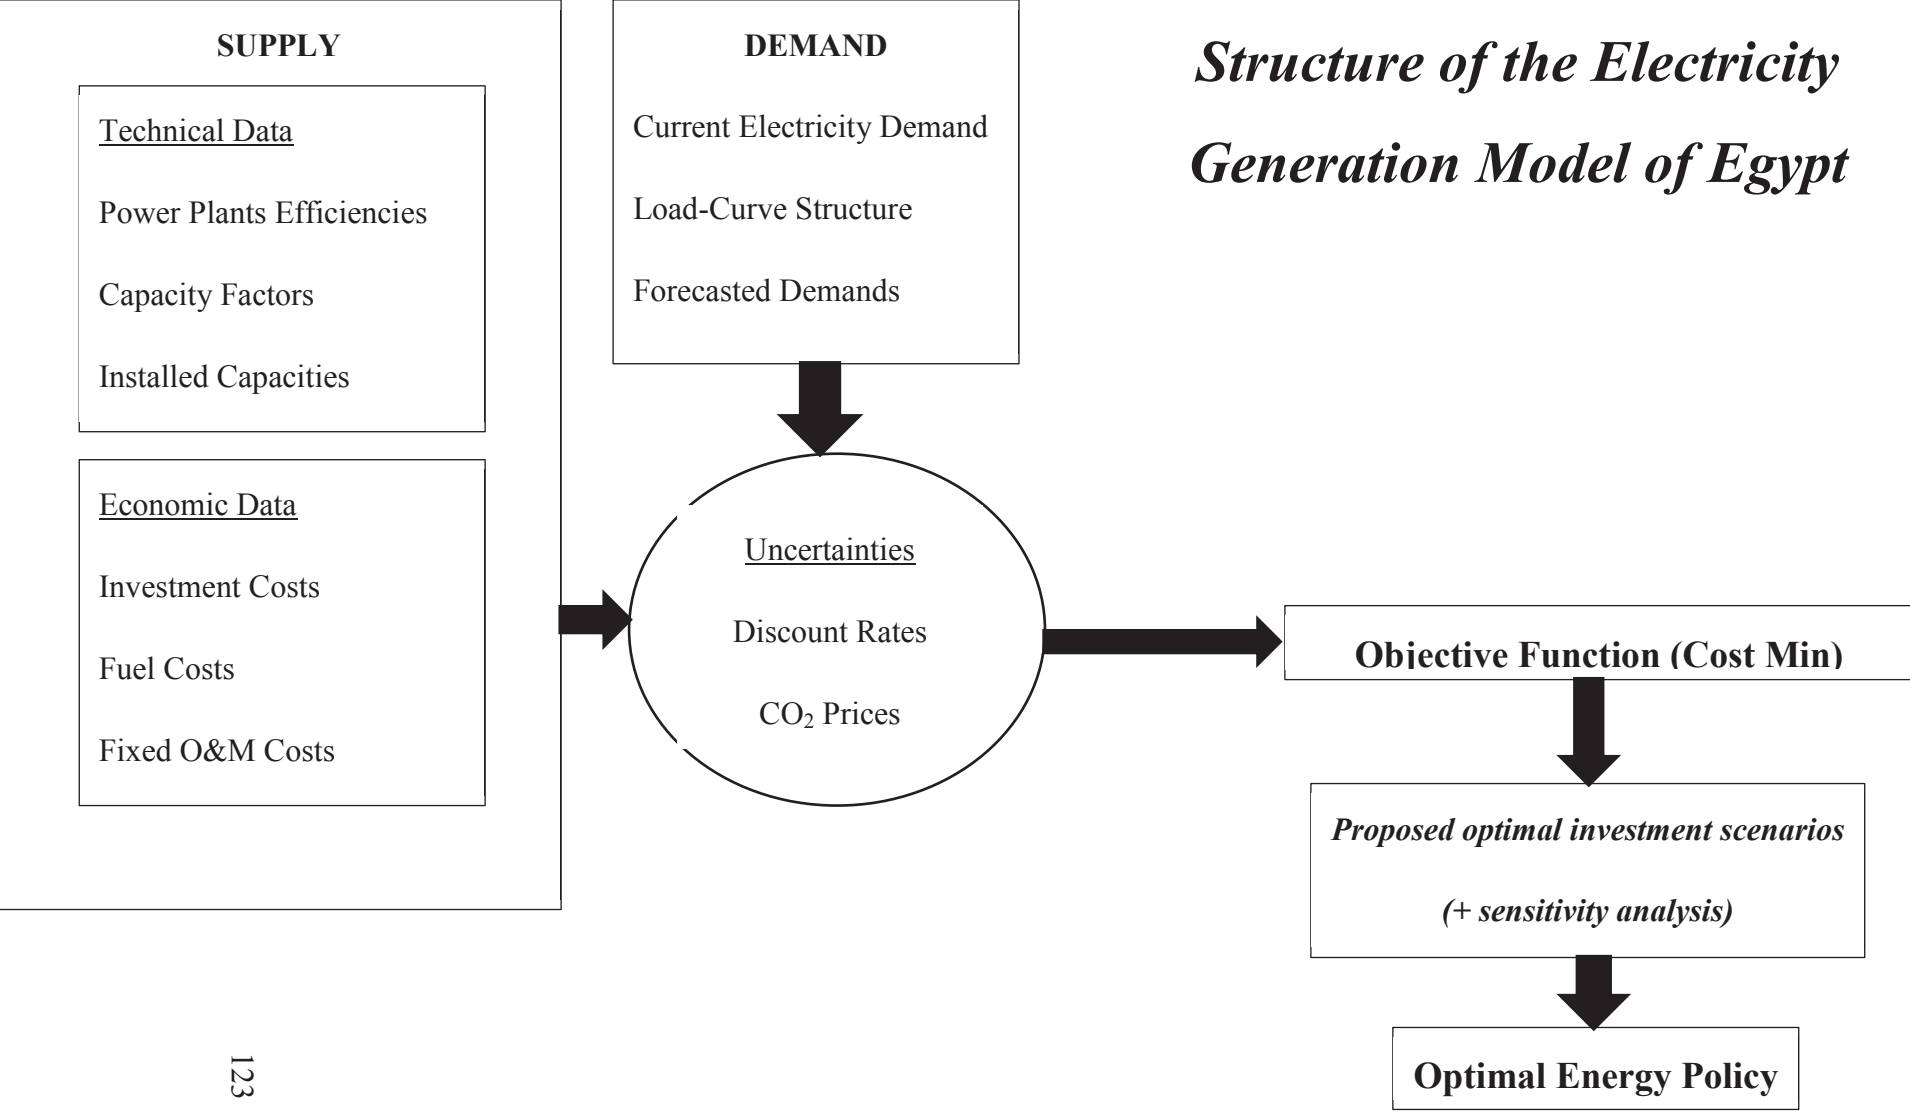 Structure of the Electricity
Generation Model of Egypt
SUPPLY
Technical Data
Power Plants Efficiencies
Capacity Factors
Installed Capacities
Economic Data
Investment Costs
Fuel Costs
Fixed O&M Costs
DEMAND
Current Electricity Demand
Load-Curve Structure
Forecasted Demands
Uncertainties
Discount Rates
CO₂ Prices
Objective Function (Cost Min)
Proposed optimal investment scenarios
(+ sensitivity analysis)
Optimal Energy Policy
123